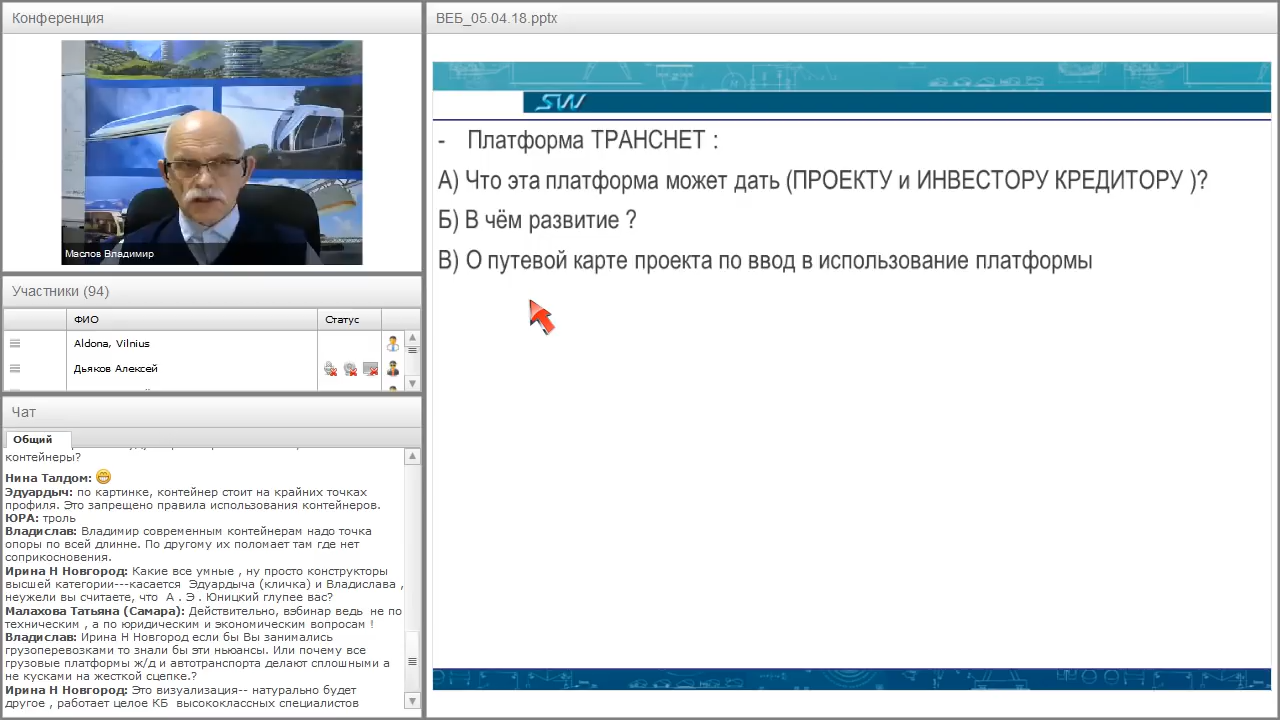 Конференция
Маслов Владимир
Участники (94)
ФИО
Статус
Aldona, Vilnius
Дьяков Алексей
Чат
Общий
контейнеры?
Нина Талдом:
Эдуардыч: по картинке, контейнер стоит на крайних точках
профиля. Это запрещено правила использования контейнеров.
ЮРА: троль
Владислав: Владимир современным контейнерам надо точка
опоры по всей длинне. По другому их поломает там где нет
соприкосновения.
Ирина Н Новгород: Какие все умные , ну просто конструкторы
высшей категории---касается Эдуардыча (кличка) и Владислава ,
неужели вы считаете, что А . Э . Юницкий глупее вас?
Малахова Татьяна (Самара): Действительно, вэбинар ведь не по
техническим , а по юридическим и экономическим вопросам !
Владислав: Ирина Н Новгород если бы Вы занимались
грузоперевозками то знали бы эти ньюансы. Или почему все
грузовые платформы ж/д и автотранспорта делают сплошными а
не кусками на жесткой сцепке.?
Ирина Н Новгород: Это визуализация-- натурально будет
другое , работает целое КБ высококлассных специалистов
ВЕБ_05.04.18.pptx
SW
- Платформа ТРАНСНЕТ :
А) Что эта платформа может дать (ПРОЕКТУ и ИНВЕСТОРУ КРЕДИТОРУ )?
Б) В чём развитие ?
В) О путевой карте проекта по ввод в использование платформы